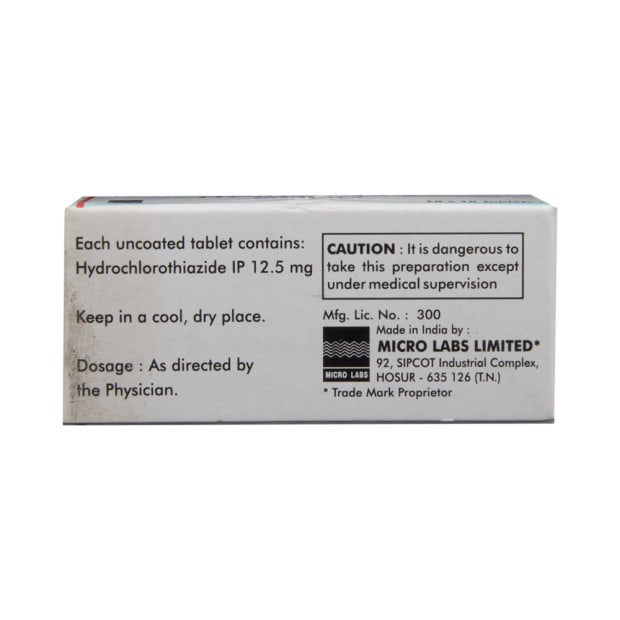 Each uncoated tablet contains:
Hydrochlorothiazide IP 12.5 mg
Keep in a cool, dry place.
Dosage : As directed by
the Physician.
CAUTION : It is dangerous to
take this preparation except
under medical supervision
Mfg. Lic. No. : 300
Made in India by :
MICRO LABS LIMITED*
92, SIPCOT Industrial Complex,
HOSUR - 635 126 (T.N.)
MICRO LABS
* Trade Mark Proprietor